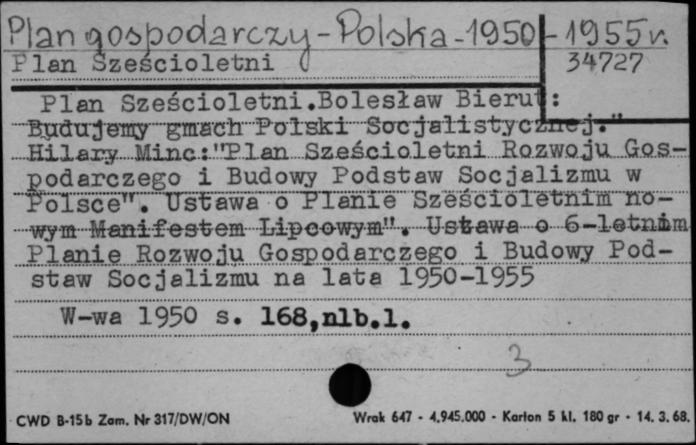 Plan gospodarczy - Polska - 1950 - 1955 r.
Plan Sześcioletni
34727
Plan Sześcioletni.Bolesław Bierut:
Budujemy gmach Polski Socjalistycznej."
Hilary Minc:"Plan Sześcioletni Rozwoju Gos-
podarczego i Budowy Podstaw Socjalizmu w
Polsce". Ustawa o Planie Sześcioletnim no-
wym Manifestem Lipcowym". Ustawa o 6-letnim
Planie Rozwoju Gospodarczego i Budowy Pod-
staw Socjalizmu na lata 1950-1955
W-wa 1950 s. 168,nlb.1.
3
CWD B-15b Zam. Nr 317/DW/ON Wrak 647 - 4,945.000 - Karton 5 kl. 180 gr - 14. 3. 68.